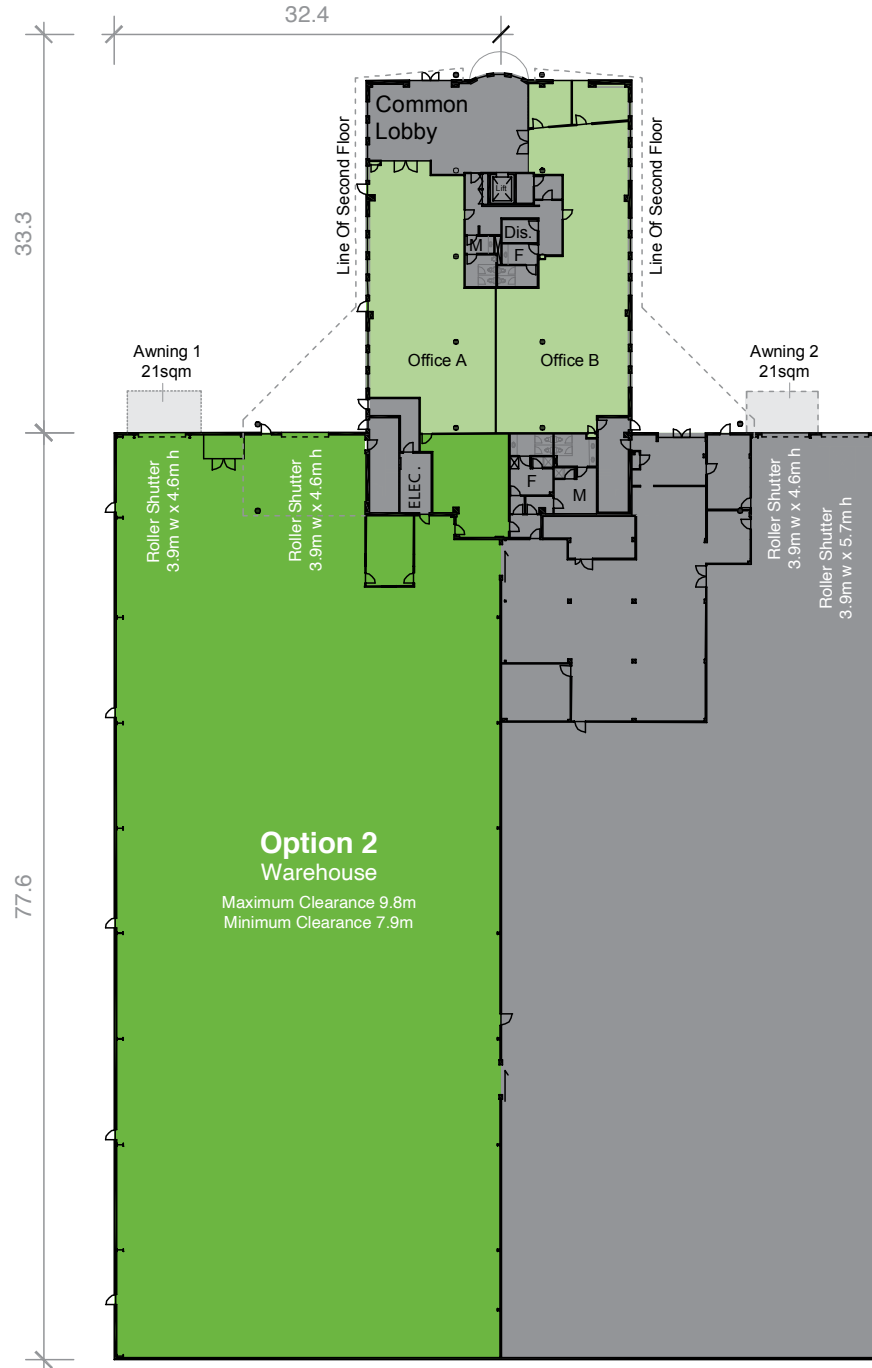 32.4
Common
Lobby
Line Of Second Floor
Line Of Second Floor
33.3
Lift
Dis.
M
F
Awning 1
21sqm
Office A
Office B
Awning 2
21sqm
Roller Shutter
3.9m w x 4.6m h
Roller Shutter
3.9m w x 4.6m h
ELEC.
F
M
Roller Shutter
3.9m w x 4.6m h
Roller Shutter
3.9m w x 5.7m h
77.6
Option 2
Warehouse
Maximum Clearance 9.8m
Minimum Clearance 7.9m